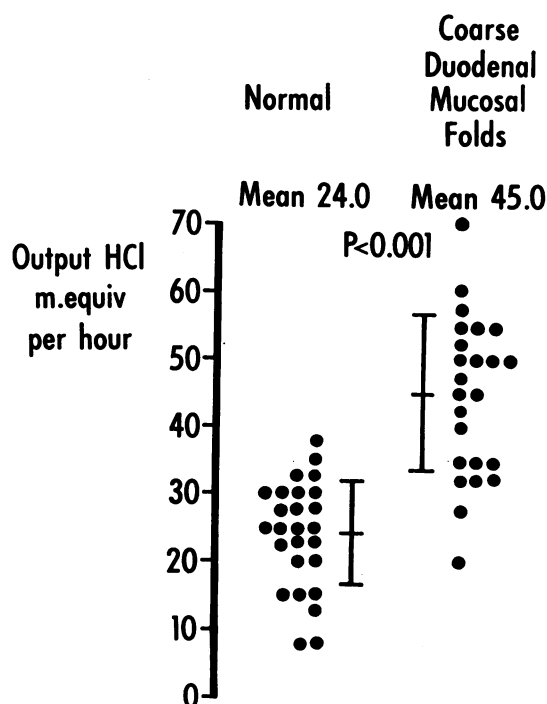 Normal
Coarse
Duodenal
Mucosal
Folds
Mean 24.0
Mean 45.0
P<0.001
Output HCl
m.equiv
per hour
70
60
50
40
30
20
10
0